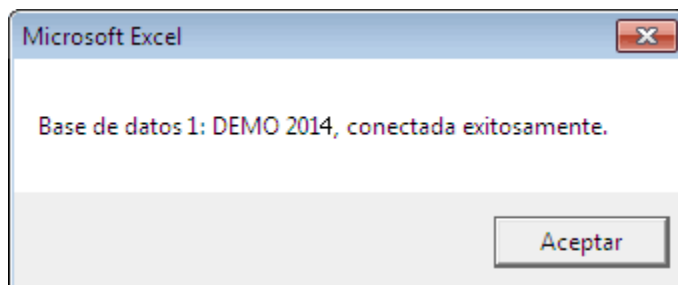 Microsoft Excel
Base de datos 1: DEMO 2014, conectada exitosamente.
Aceptar